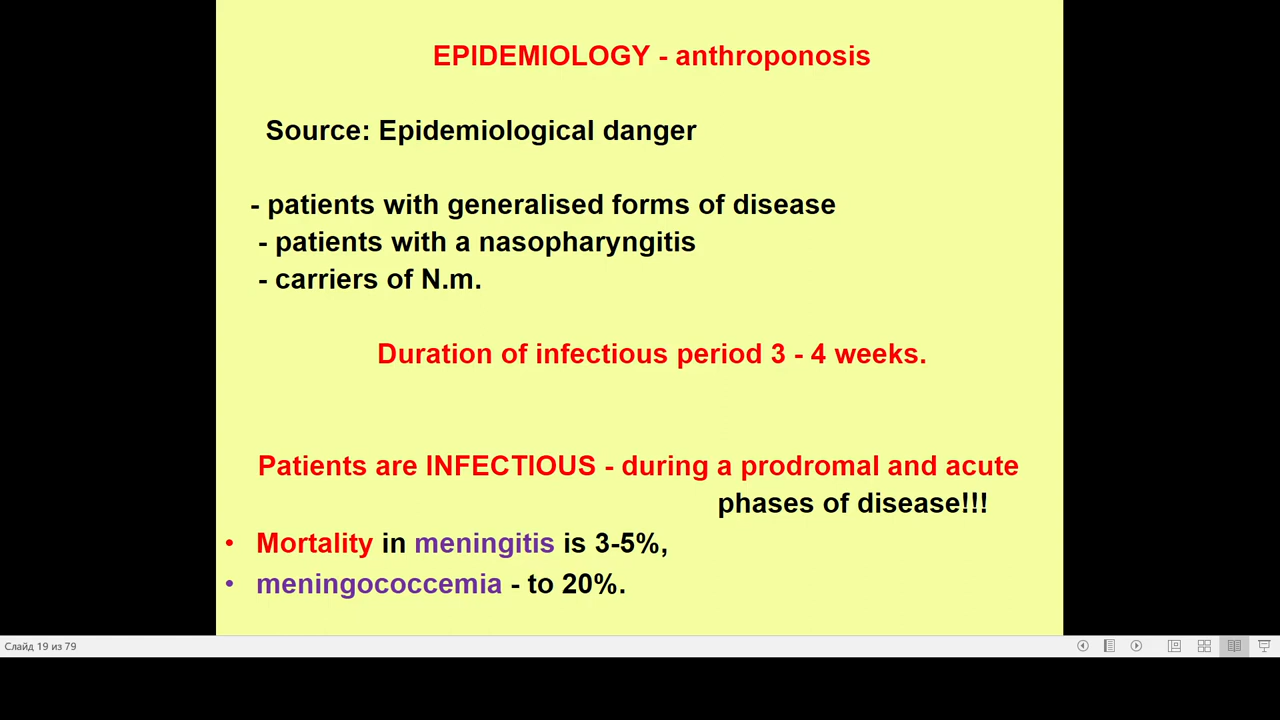 EPIDEMIOLOGY - anthroponosis
Source: Epidemiological danger
- patients with generalised forms of disease
- patients with a nasopharyngitis
- carriers of N.m.
Duration of infectious period 3 - 4 weeks.
Patients are INFECTIOUS - during a prodromal and acute
phases of disease!!!
• Mortality in meningitis is 3-5%,
• meningococcemia - to 20%.
Слайд 19 из 79